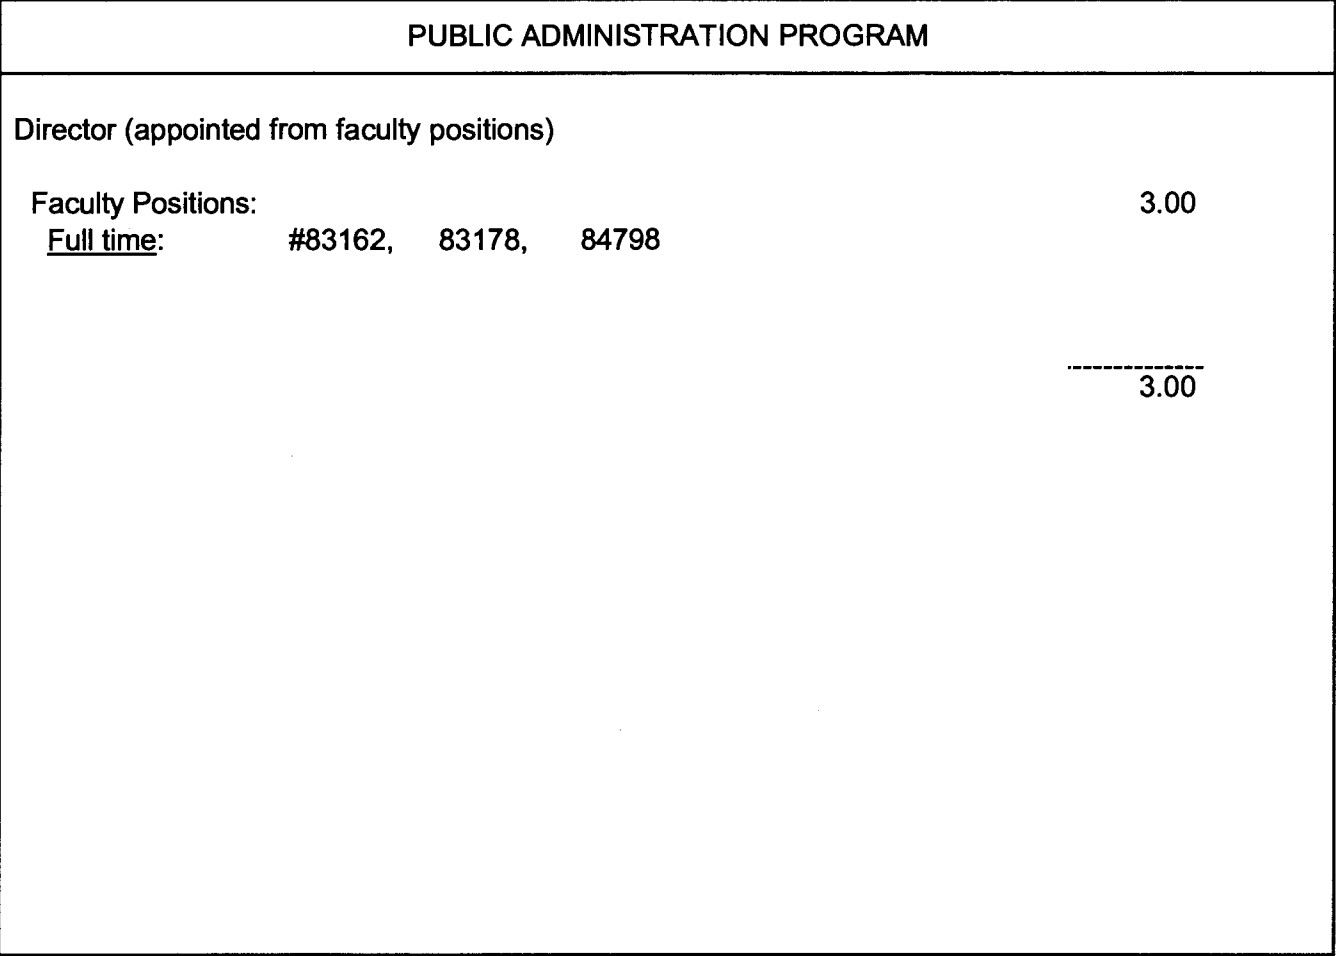 PUBLIC ADMINISTRATION PROGRAM
Director (appointed from faculty positions)
Faculty Positions: 3.00
Full time: #83162, 83178, 84798
--------------
3.00